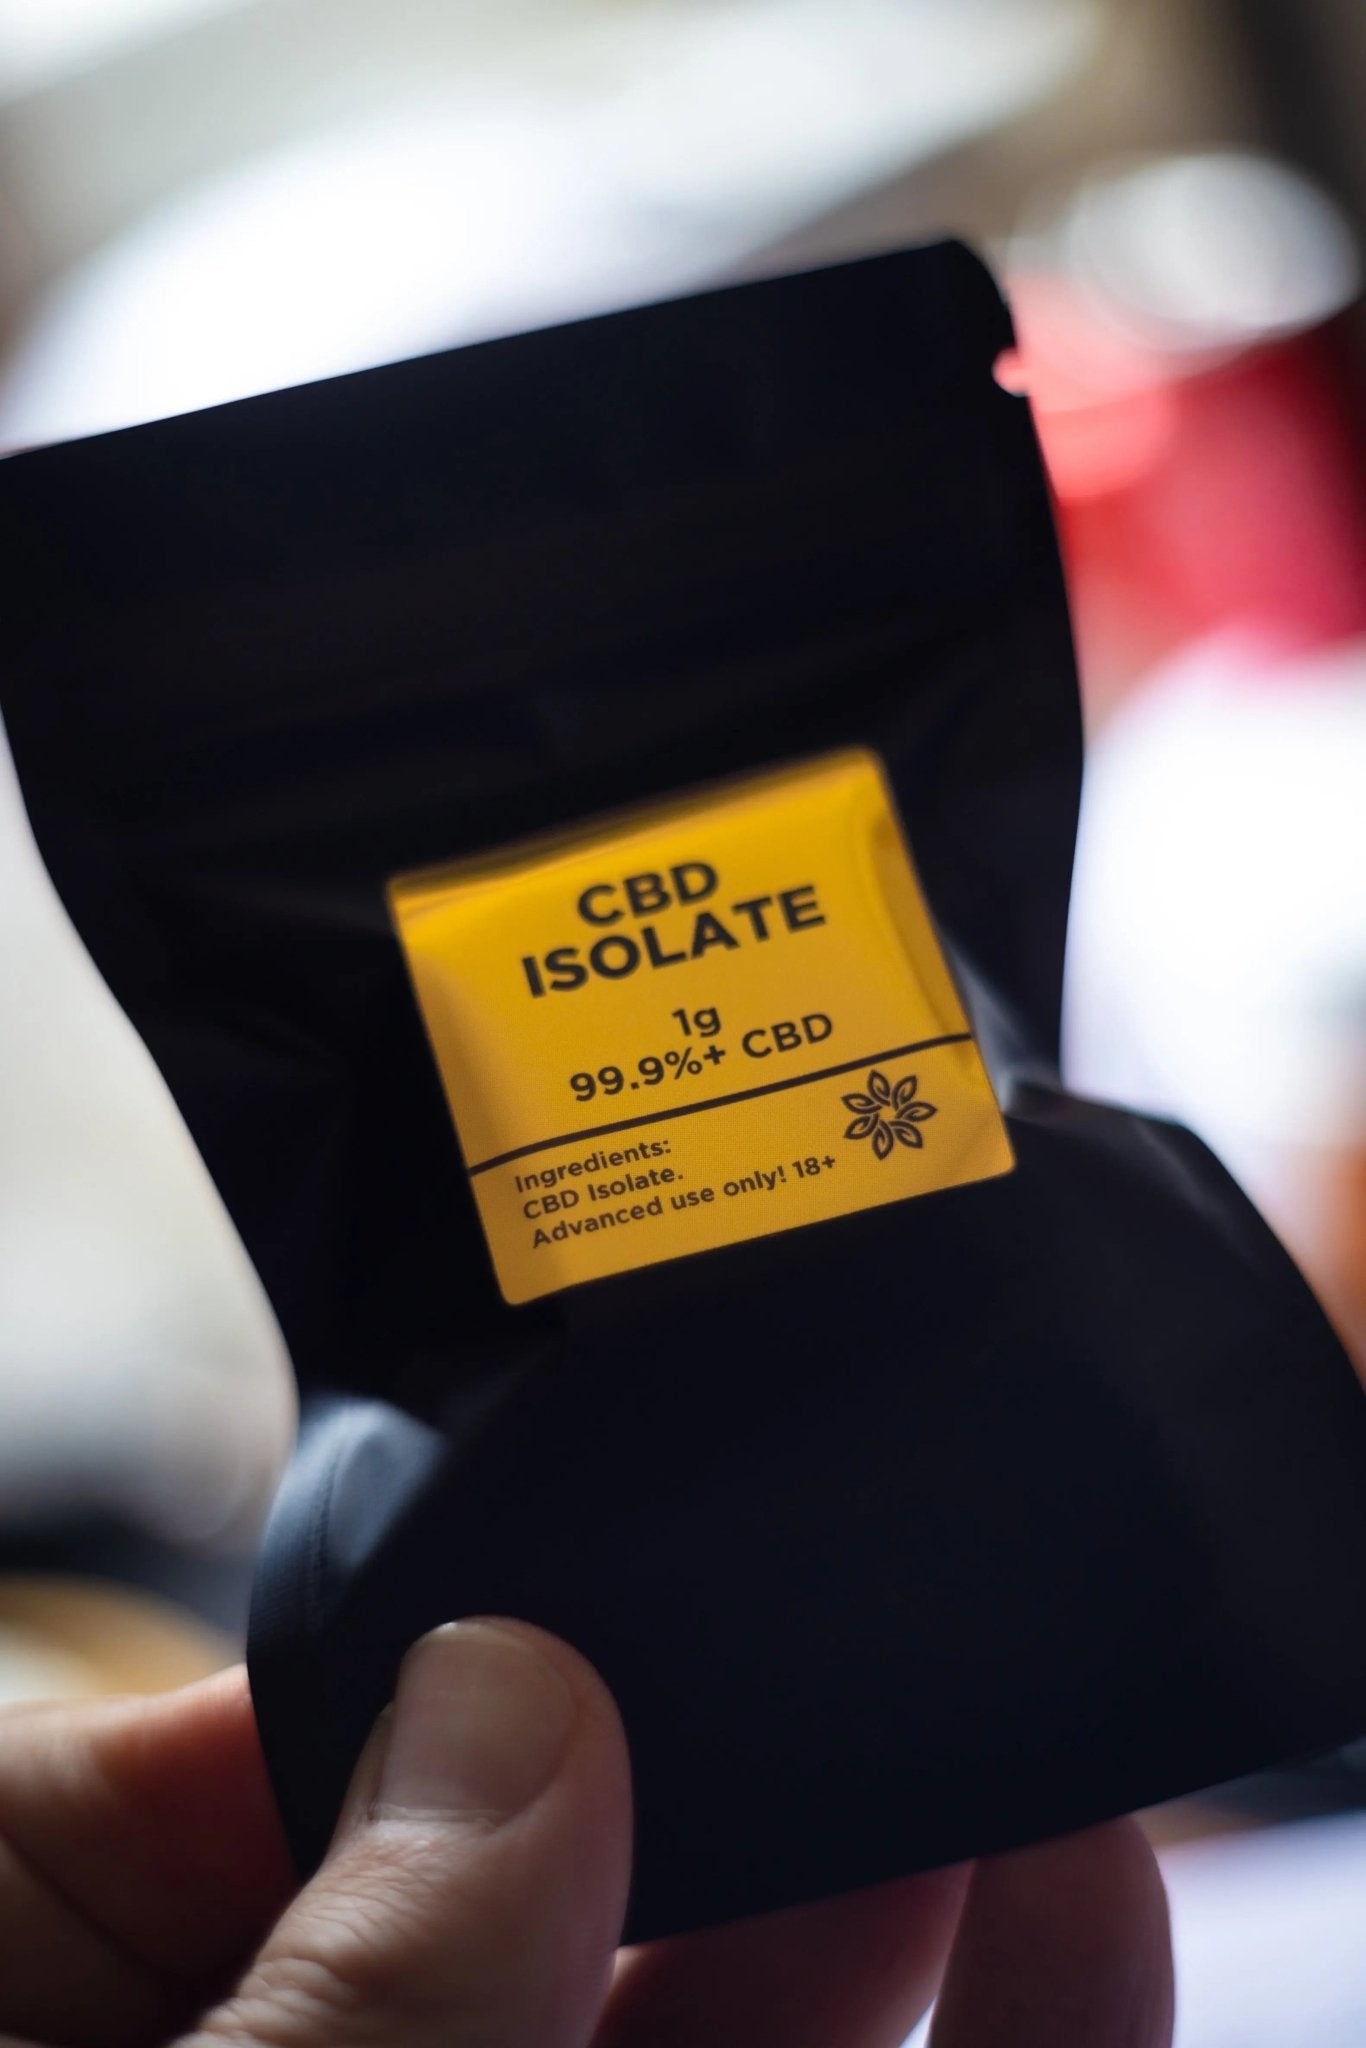 CBD
ISOLATE
1g
99.9%+ CBD
Ingredients:
CBD Isolate.
Advanced use only! 18+